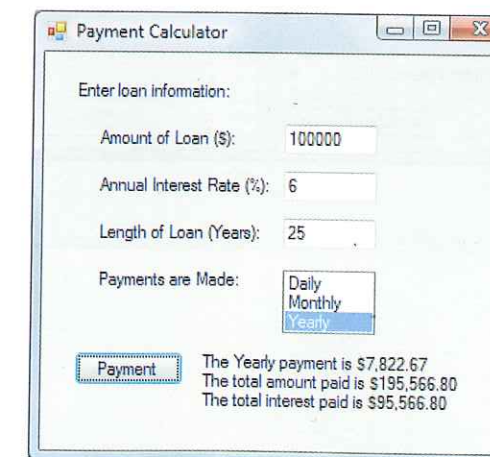 Payment Calculator
Enter loan information:
Amount of Loan ($): 100000
Annual Interest Rate (%): 6
Length of Loan (Years): 25
Payments are Made: Daily
Monthly
Yearly
Payment
The Yearly payment is $7,822.67
The total amount paid is $195,566.80
The total interest paid is $95,566.80